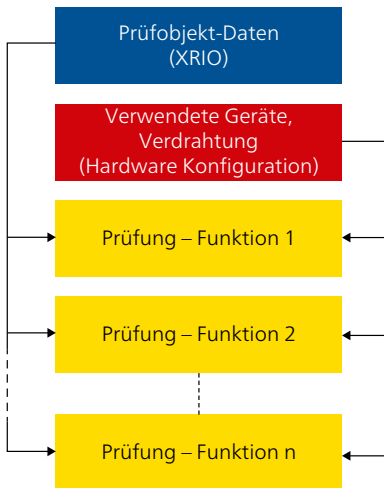 Prüfobjekt-Daten
(XRIO)
Verwendete Geräte,
Verdrahtung
(Hardware Konfiguration)
Prüfung – Funktion 1
Prüfung – Funktion 2
Prüfung – Funktion n